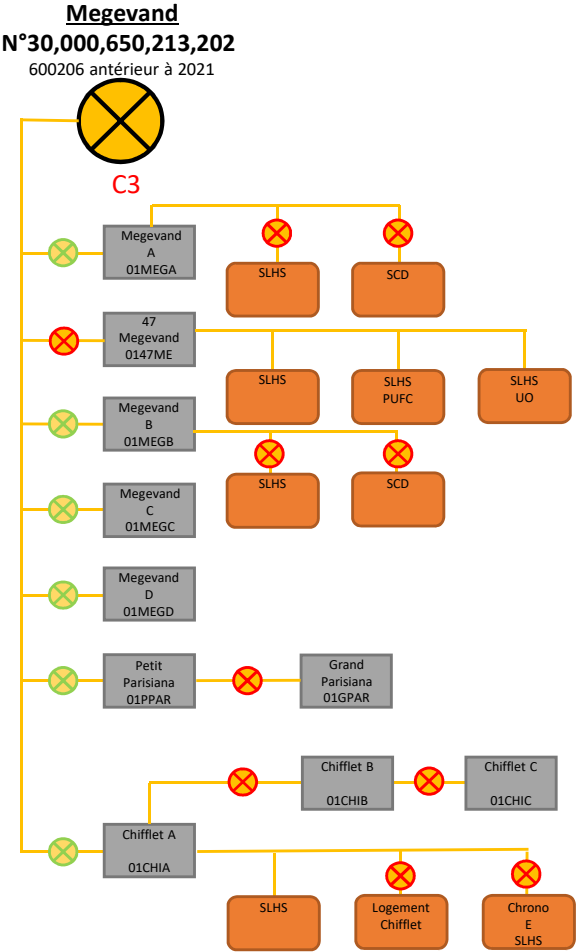 Megevand
N°30,000,650,213,202
600206 antérieur à 2021
C3
Megevand
A
01MEGA
SLHS
SCD
47
Megevand
0147ME
SLHS
SLHS
PUFC
SLHS
UO
Megevand
B
01MEGB
SLHS
SCD
Megevand
C
01MEGC
Megevand
D
01MEGD
Petit
Parisiana
01PPAR
Grand
Parisiana
01GPAR
Chifflet B
01CHIB
Chifflet C
01CHIC
Chifflet A
01CHIA
SLHS
Logement
Chifflet
Chrono
E
SLHS